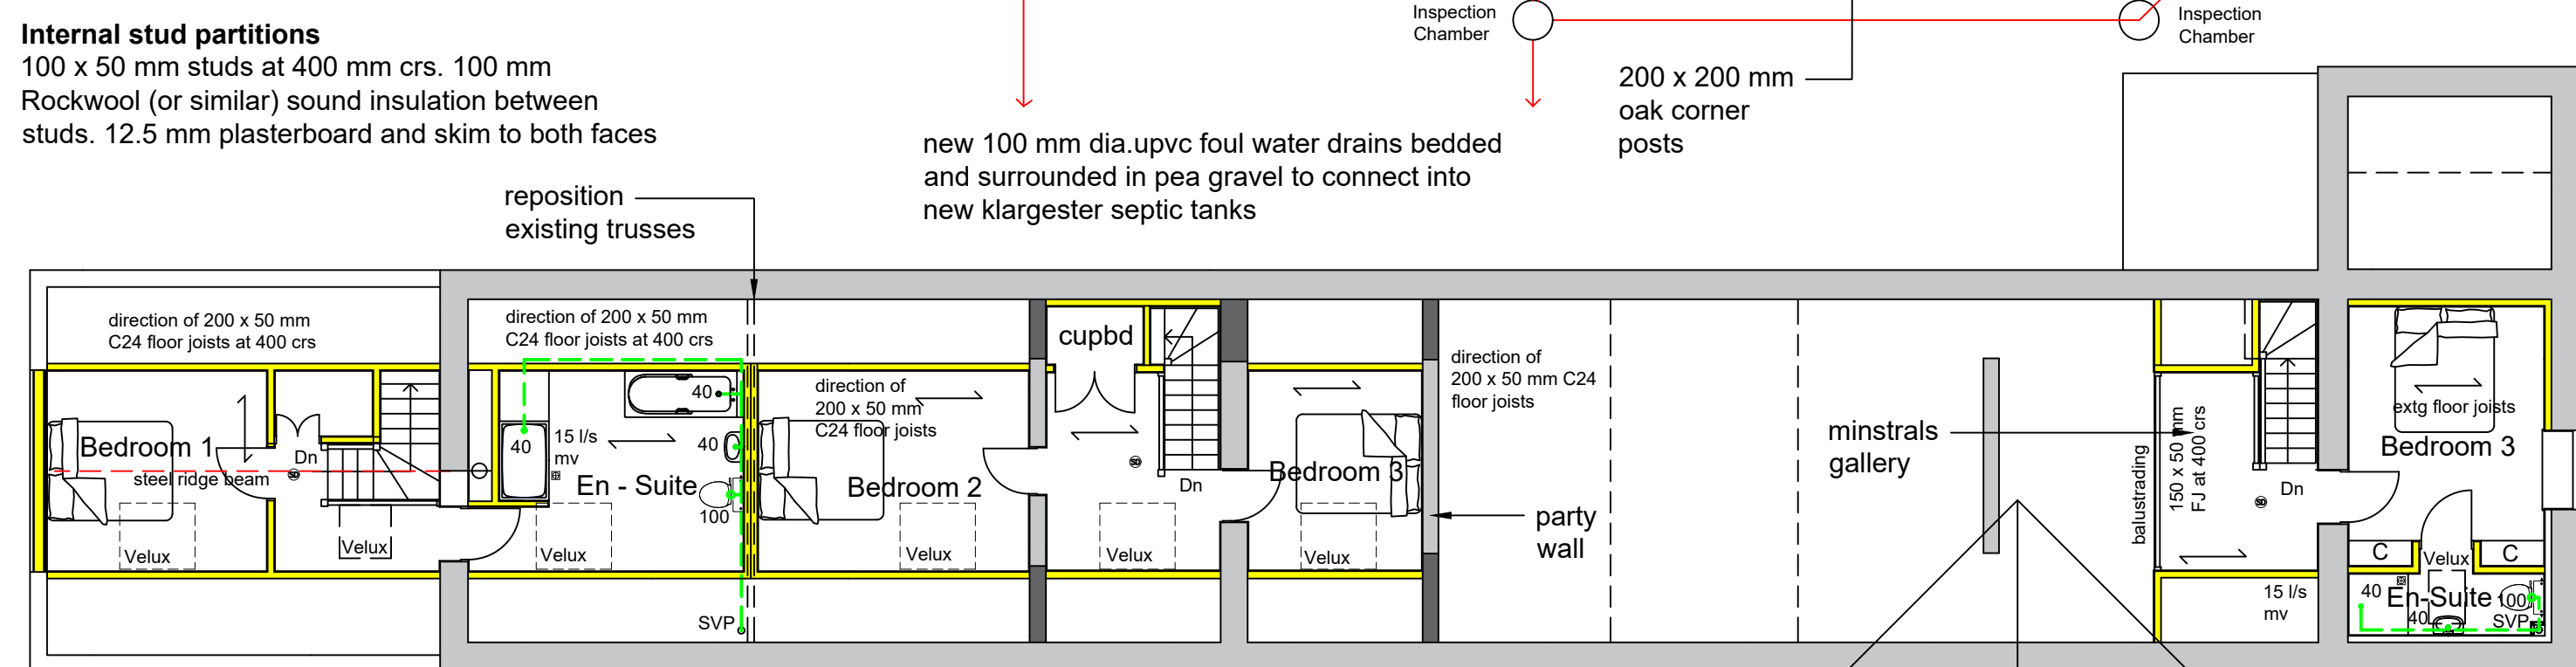 Internal stud partitions
100 x 50 mm studs at 400 mm crs. 100 mm
Rockwool (or similar) sound insulation between
studs. 12.5 mm plasterboard and skim to both faces
Inspection
Chamber
Inspection
Chamber
200 x 200 mm
oak corner
posts
new 100 mm dia.upvc foul water drains bedded
and surrounded in pea gravel to connect into
new klargester septic tanks
reposition
existing trusses
direction of 200 x 50 mm
C24 floor joists at 400 crs
Bedroom 1
steel ridge beam
Velux
Dn
Velux
direction of 200 x 50 mm
C24 floor joists at 400 crs
40
15 l/s
mv
40
40
En - Suite
100
Velux
SVP
direction of
200 x 50 mm
C24 floor joists
Bedroom 2
Velux
cupbd
SD
Dn
Velux
Bedroom 3
Velux
party
wall
direction of
200 x 50 mm C24
floor joists
minstrals
gallery
balustrading
150 x 50 mm
FJ at 400 crs
SD
Dn
15 l/s
mv
extg floor joists
Bedroom 3
C
Velux
C
40
En-Suite
100
40
SVP
SD